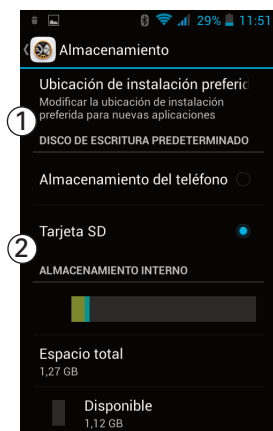 29% 11:51
Almacenamiento
Ubicación de instalación preferid
Modificar la ubicación de instalación
preferida para nuevas aplicaciones
1
DISCO DE ESCRITURA PREDETERMINADO
Almacenamiento del teléfono
Tarjeta SD
2
ALMACENAMIENTO INTERNO
Espacio total
1,27 GB
Disponible
1,12 GB